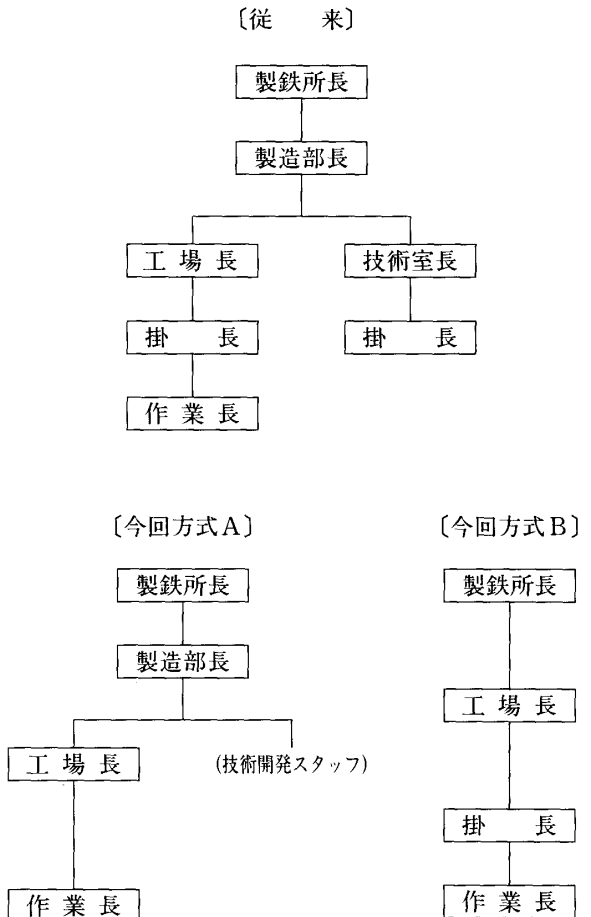 〔従 来〕
製鉄所長
製造部長
工場長 技術室長
掛長 掛長
作業長
〔今回方式A〕 〔今回方式B〕
製鉄所長 製鉄所長
製造部長
工場長
工場長 (技術開発スタッフ)
掛長
作業長 作業長